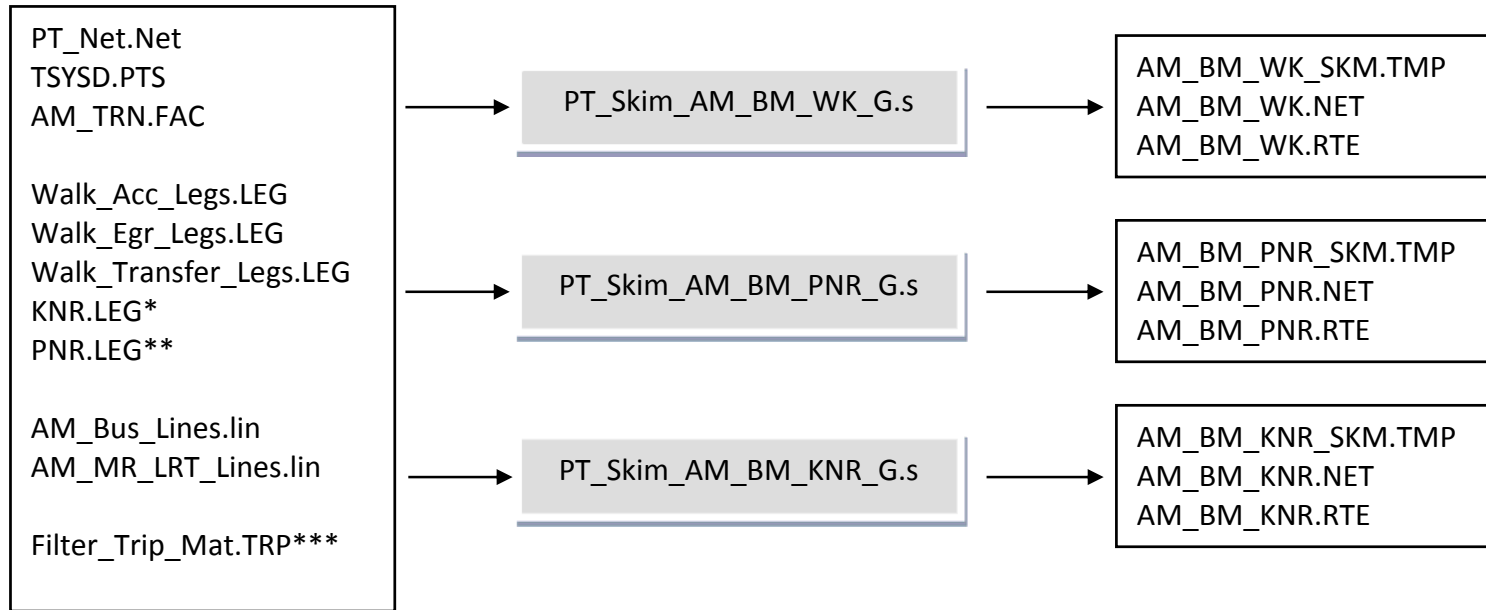 PT_Net.Net
TSYSD.PTS
AM_TRN.FAC
Walk_Acc_Legs.LEG
Walk_Egr_Legs.LEG
Walk_Transfer_Legs.LEG
KNR.LEG*
PNR.LEG**
AM_Bus_Lines.lin
AM_MR_LRT_Lines.lin
Filter_Trip_Mat.TRP***
PT_Skim_AM_BM_WK_G.s
AM_BM_WK_SKM.TMP
AM_BM_WK.NET
AM_BM_WK.RTE
PT_Skim_AM_BM_PNR_G.s
AM_BM_PNR_SKM.TMP
AM_BM_PNR.NET
AM_BM_PNR.RTE
PT_Skim_AM_BM_KNR_G.s
AM_BM_KNR_SKM.TMP
AM_BM_KNR.NET
AM_BM_KNR.RTE